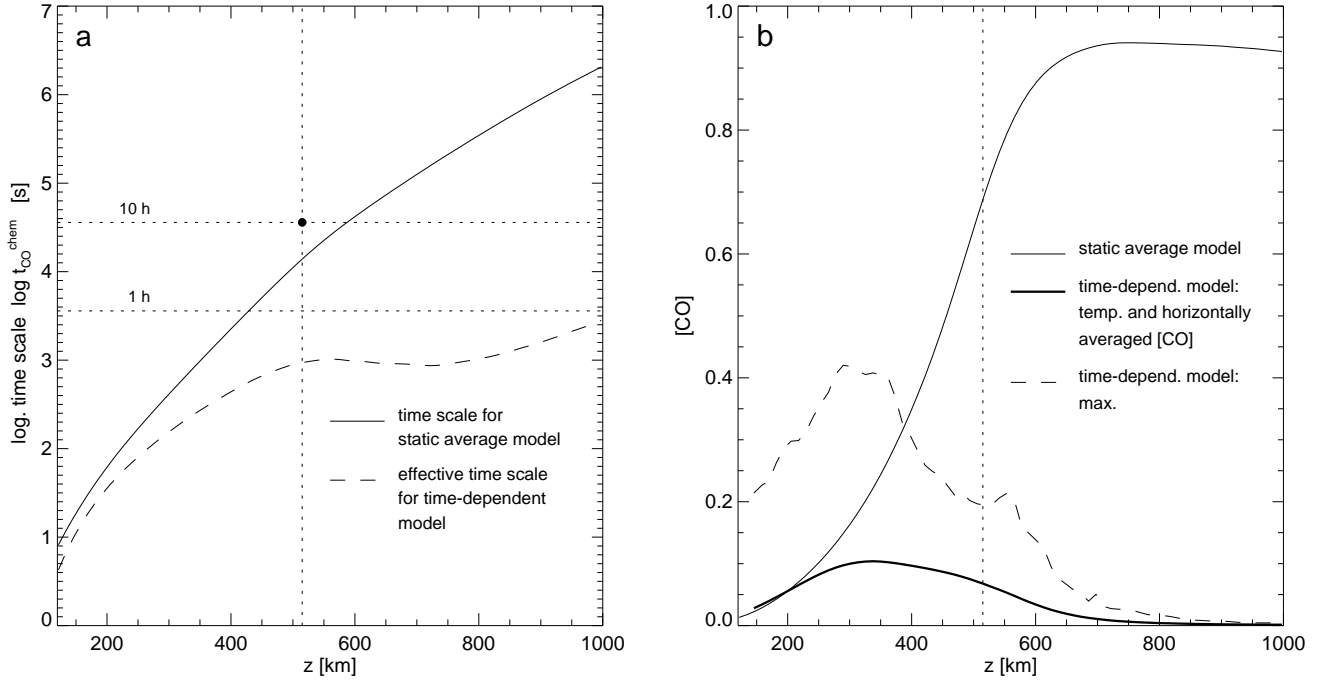 a
7
6
5
4
3
2
1
0
log. time scale log t_CO^chem [s]
10 h
1 h
time scale for
static average model
effective time scale
for time-dependent
model
200
400
600
800
1000
z [km]
b
1.0
0.8
0.6
0.4
0.2
0.0
[CO]
static average model
time-depend. model:
temp. and horizontally
averaged [CO]
time-depend. model:
max.
200
400
600
800
1000
z [km]